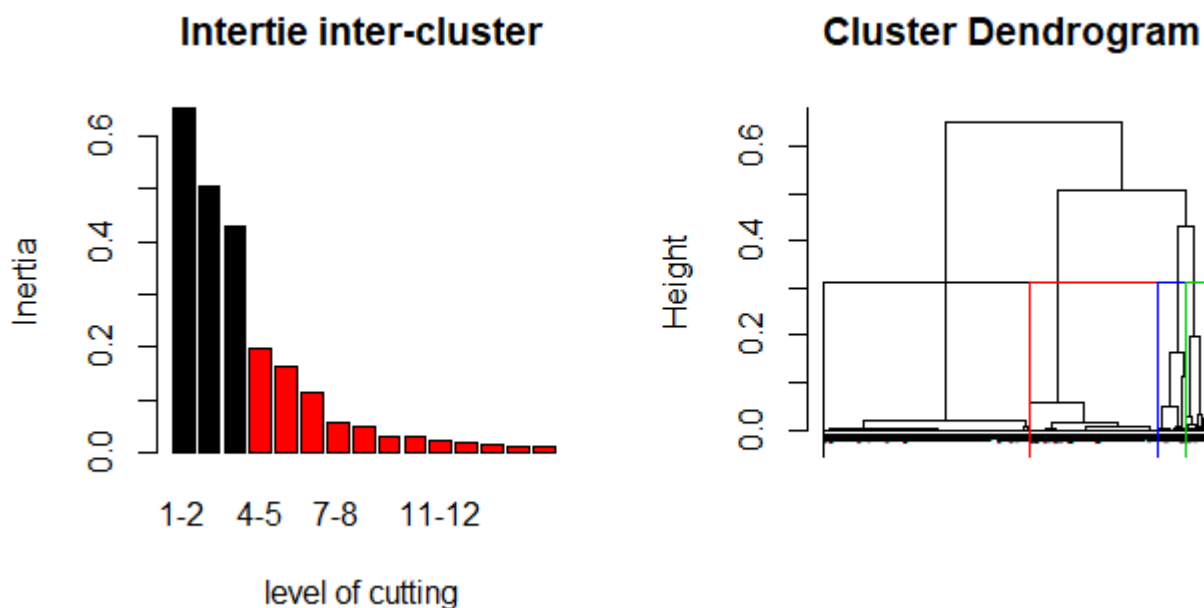 Intertie inter-cluster
Inertia
0.0 0.2 0.4 0.6
1-2 4-5 7-8 11-12
level of cutting
Cluster Dendrogram
Height
0.0 0.2 0.4 0.6